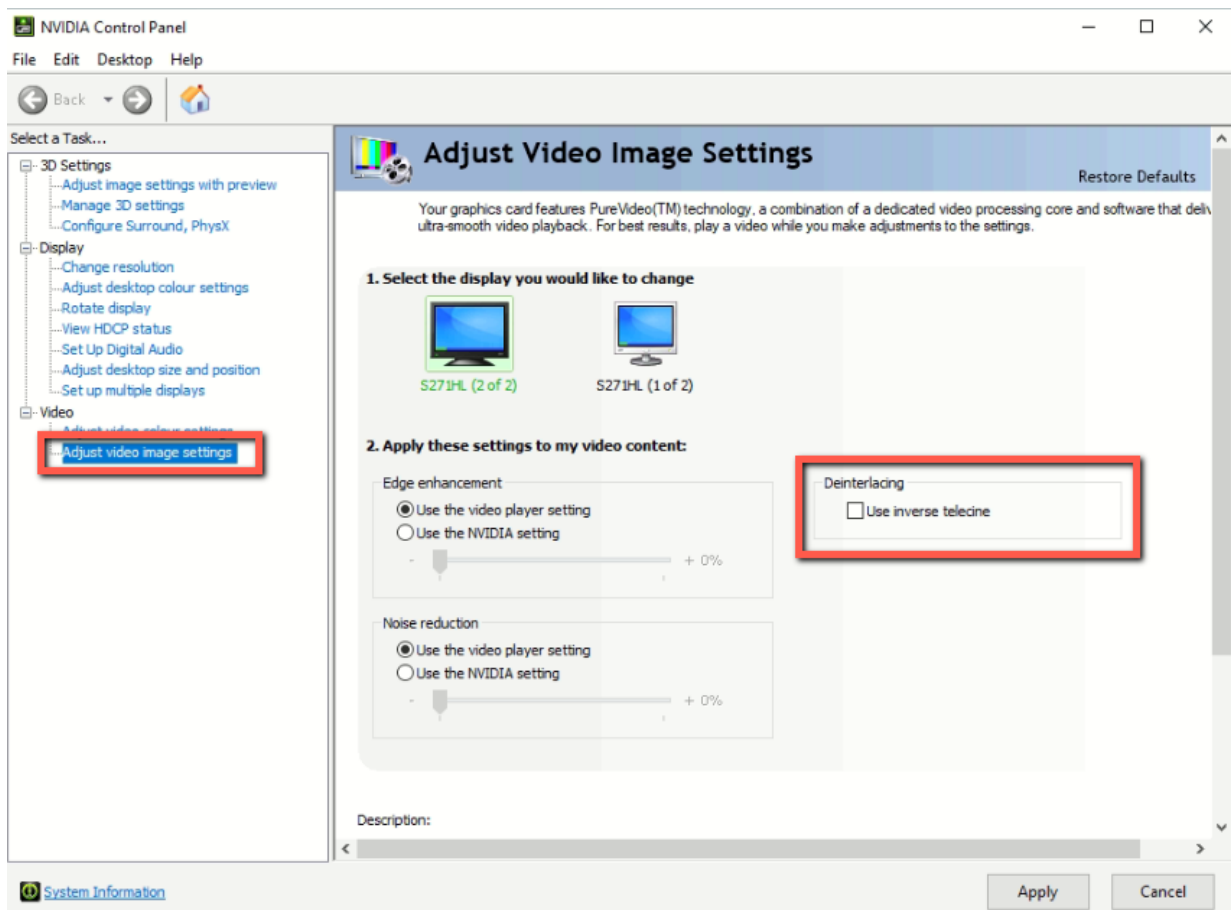 NVIDIA Control Panel
File Edit Desktop Help
Back
Select a Task...
3D Settings
Adjust image settings with preview
Manage 3D settings
Configure Surround, PhysX
Display
Change resolution
Adjust desktop colour settings
Rotate display
View HDCP status
Set Up Digital Audio
Adjust desktop size and position
Set up multiple displays
Video
Adjust video colour settings
Adjust video image settings
Adjust Video Image Settings
Restore Defaults
Your graphics card features PureVideo(TM) technology, a combination of a dedicated video processing core and software that deliv
ultra-smooth video playback. For best results, play a video while you make adjustments to the settings.
1. Select the display you would like to change
S271HL (2 of 2) S271HL (1 of 2)
2. Apply these settings to my video content:
Edge enhancement
Use the video player setting
Use the NVIDIA setting
- + 0%
Noise reduction
Use the video player setting
Use the NVIDIA setting
- + 0%
Deinterlacing
Use inverse telecine
Description:
System Information
Apply Cancel